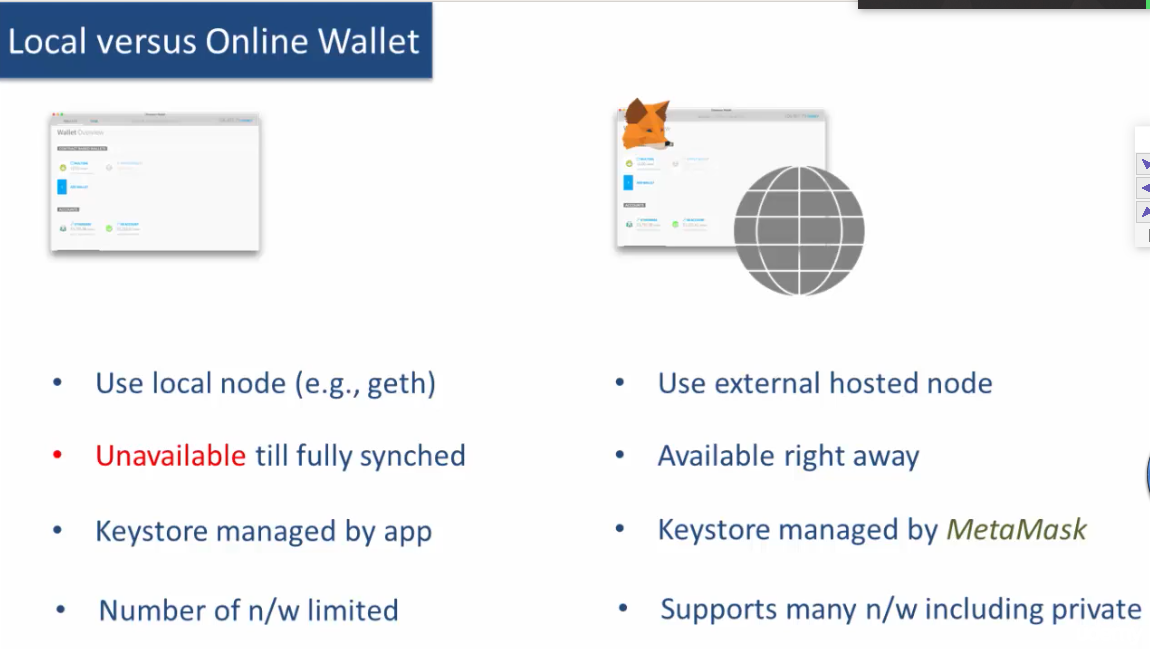 Local versus Online Wallet
Wallet Overview
Use local node (e.g., geth)
Unavailable till fully synched
Keystore managed by app
Number of n/w limited
Use external hosted node
Available right away
Keystore managed by MetaMask
Supports many n/w including private